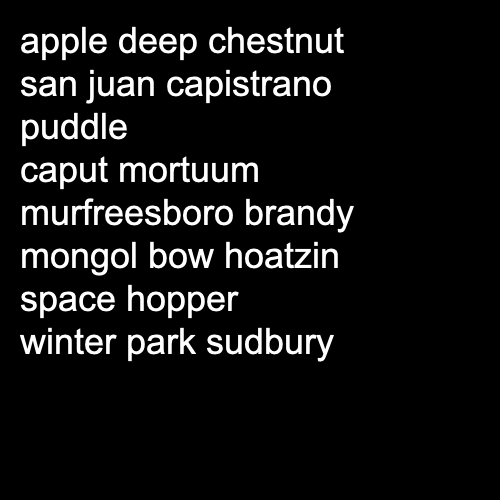 apple deep chestnut
san juan capistrano
puddle
caput mortuum
murfreesboro brandy
mongol bow hoatzin
space hopper
winter park sudbury